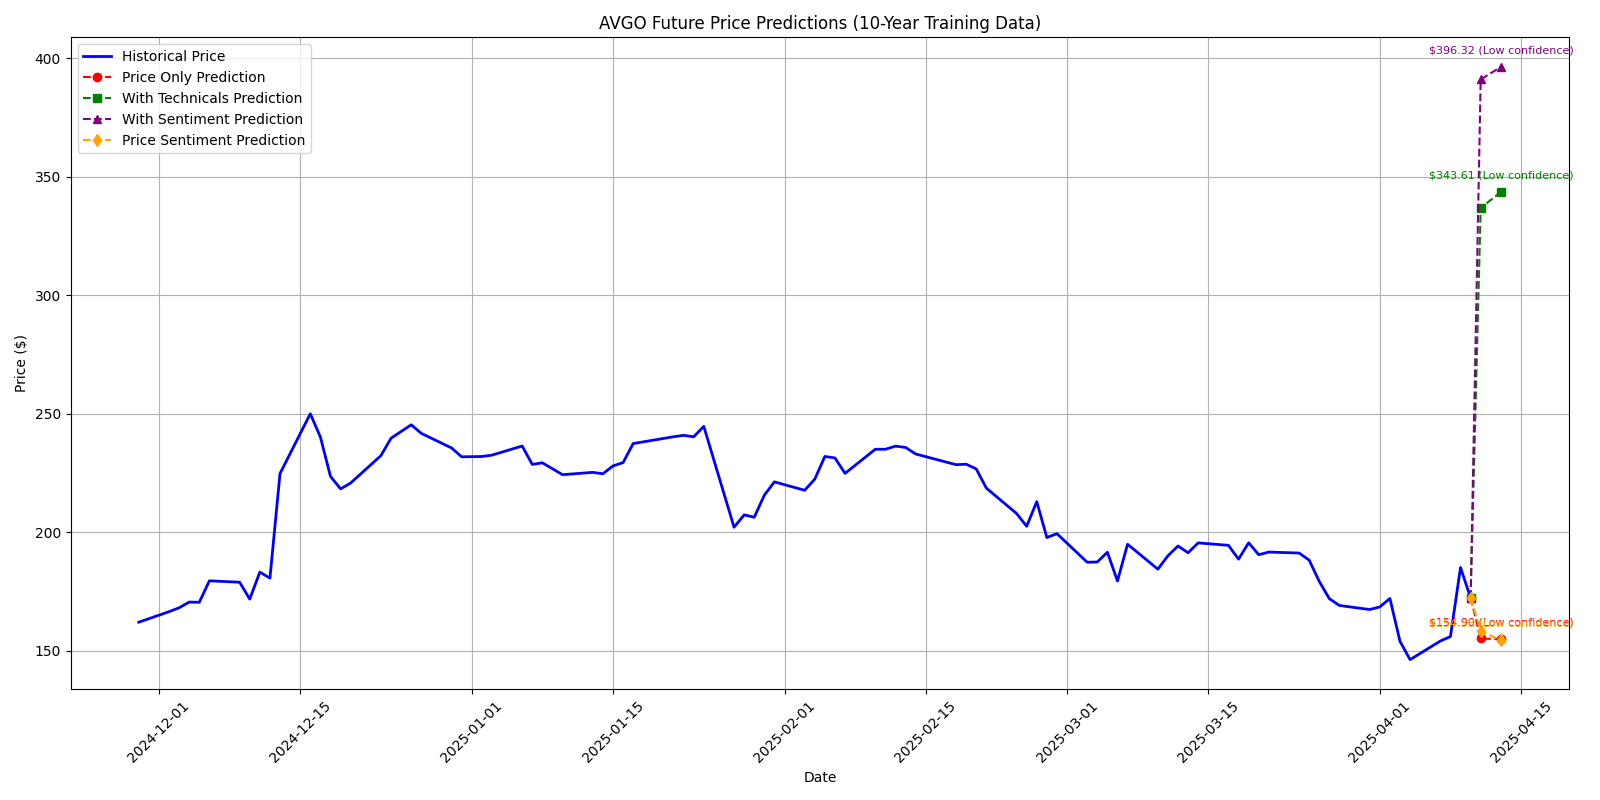 AVGO Future Price Predictions (10-Year Training Data)
Historical Price
Price Only Prediction
With Technicals Prediction
With Sentiment Prediction
Price Sentiment Prediction
$396.32 (Low confidence)
$343.61 (Low confidence)
(Low confidence)
400
350
300
250
200
150
Price ($)
2024-12-01
2024-12-15
2025-01-01
2025-01-15
2025-02-01
2025-02-15
2025-03-01
2025-03-15
2025-04-01
2025-04-15
Date